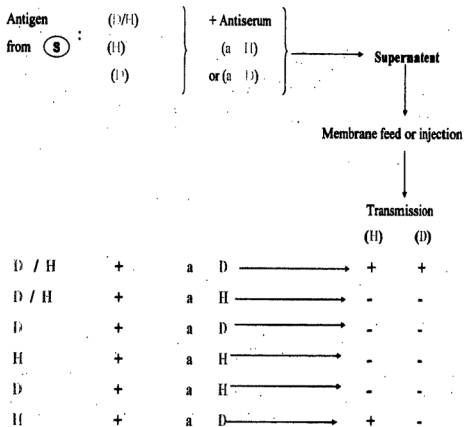 Antigen (D/H) + Antiserum
from S : (H) (a H) Supernatent
(D) or (a D)
Membrane feed or injection
Transmission
(H) (D)
D / H + a D + +
D / H + a H - -
D + a D - -
H + a H - -
D + a H - -
H + a D + -